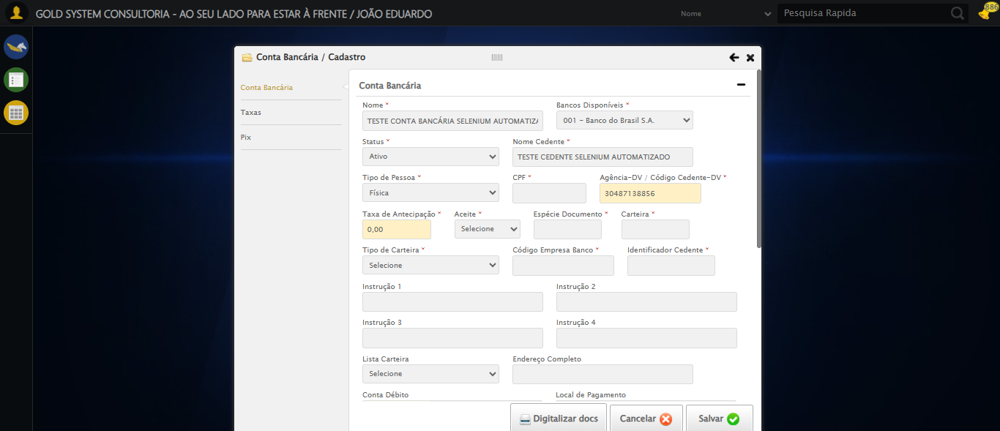 GOLD SYSTEM CONSULTORIA - AO SEU LADO PARA ESTAR À FRENTE / JOÃO EDUARDO
Nome
Pesquisa Rapida
886
Conta Bancária / Cadastro
Conta Bancária
Taxas
Pix
Conta Bancária
Nome * Bancos Disponíveis *
TESTE CONTA BANCÁRIA SELENIUM AUTOMATIZA 001 - Banco do Brasil S.A.
Status * Nome Cedente *
Ativo TESTE CEDENTE SELENIUM AUTOMATIZADO
Tipo de Pessoa * CPF * Agência-DV / Código Cedente-DV *
Física 30487138856
Taxa de Antecipação * Aceite * Espécie Documento * Carteira *
0,00 Selecione
Tipo de Carteira * Código Empresa Banco * Identificador Cedente *
Selecione
Instrução 1 Instrução 2
Instrução 3 Instrução 4
Lista Carteira Endereço Completo
Selecione
Conta Débito Local de Pagamento
Digitalizar docs Cancelar Salvar